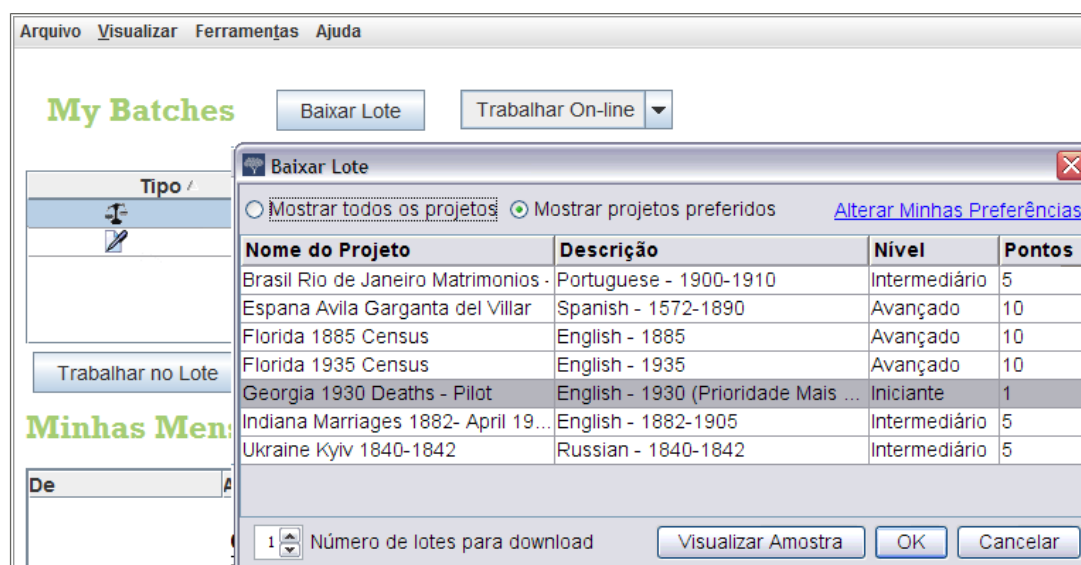 Arquivo Visualizar Ferramentas Ajuda
My Batches Baixar Lote Trabalhar On-line
Baixar Lote
Tipo
Mostrar todos os projetos Mostrar projetos preferidos Alterar Minhas Preferências
Nome do Projeto Descrição Nível Pontos
Brasil Rio de Janeiro Matrimonios - Portuguese - 1900-1910 Intermediário 5
Espana Avila Garganta del Villar Spanish - 1572-1890 Avançado 10
Florida 1885 Census English - 1885 Avançado 10
Florida 1935 Census English - 1935 Avançado 10
Georgia 1930 Deaths - Pilot English - 1930 (Prioridade Mais ... Iniciante 1
Indiana Marriages 1882- April 19... English - 1882-1905 Intermediário 5
Ukraine Kyiv 1840-1842 Russian - 1840-1842 Intermediário 5
Trabalhar no Lote
Minhas Men
De A
1 Número de lotes para download Visualizar Amostra OK Cancelar